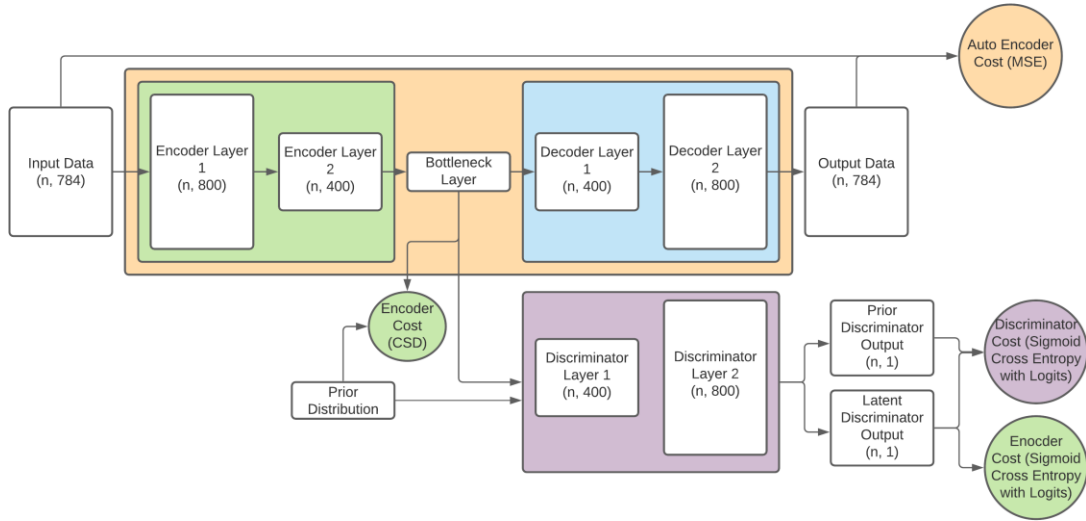 Auto Encoder
Cost (MSE)
Input Data
(n, 784)
Encoder Layer
1
(n, 800)
Encoder Layer
2
(n, 400)
Bottleneck
Layer
Decoder Layer
1
(n, 400)
Decoder Layer
2
(n, 800)
Output Data
(n, 784)
Encoder
Cost
(CSD)
Prior
Distribution
Discriminator
Layer 1
(n, 400)
Discriminator
Layer 2
(n, 800)
Prior
Discriminator
Output
(n, 1)
Latent
Discriminator
Output
(n, 1)
Discriminator
Cost (Sigmoid
Cross Entropy
with Logits)
Enocder
Cost (Sigmoid
Cross Entropy
with Logits)